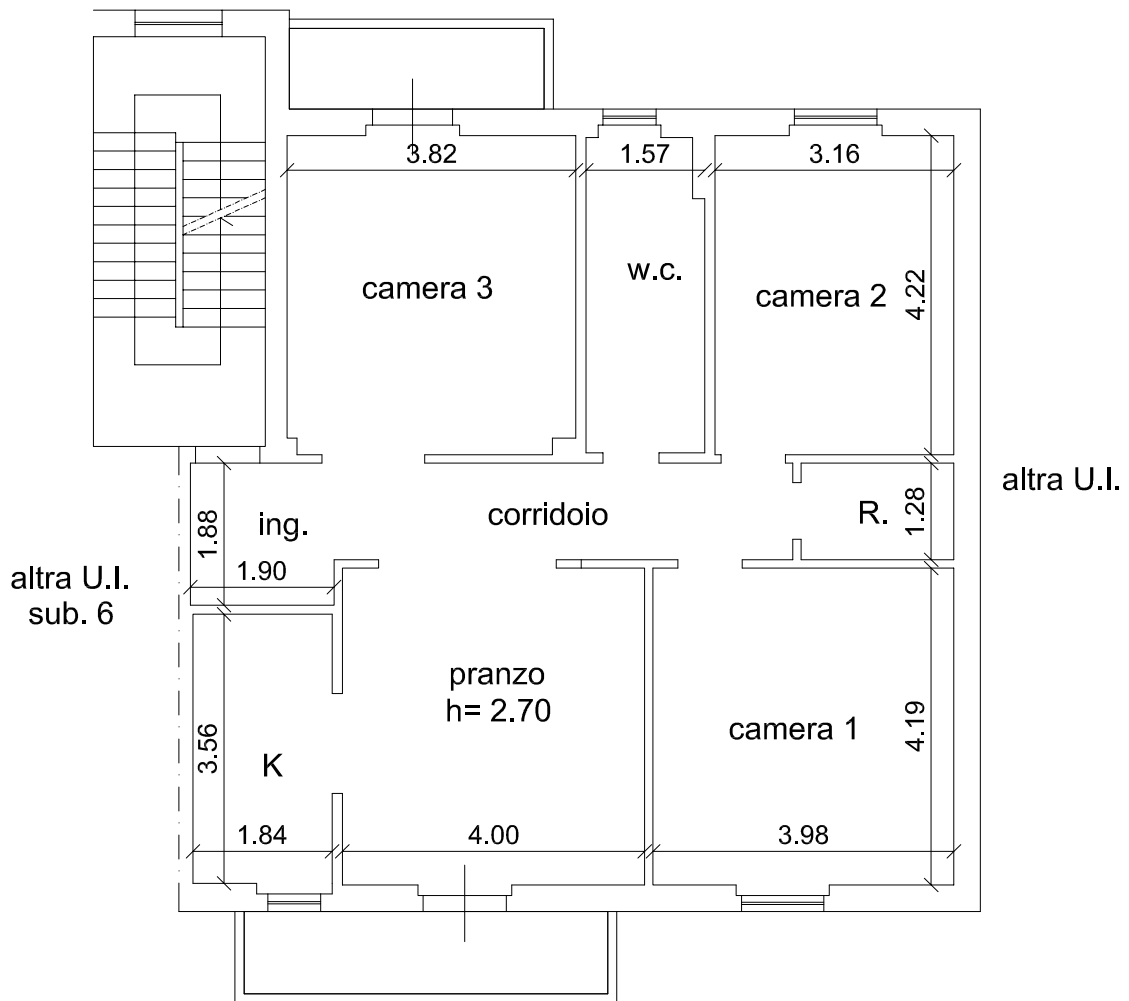 3.82
1.57
3.16
camera 3
w.c.
camera 2
4.22
altra U.I.
ing.
corridoio
R.
1.28
1.88
1.90
altra U.I.
sub. 6
pranzo
h= 2.70
camera 1
4.19
3.56
K
1.84
4.00
3.98